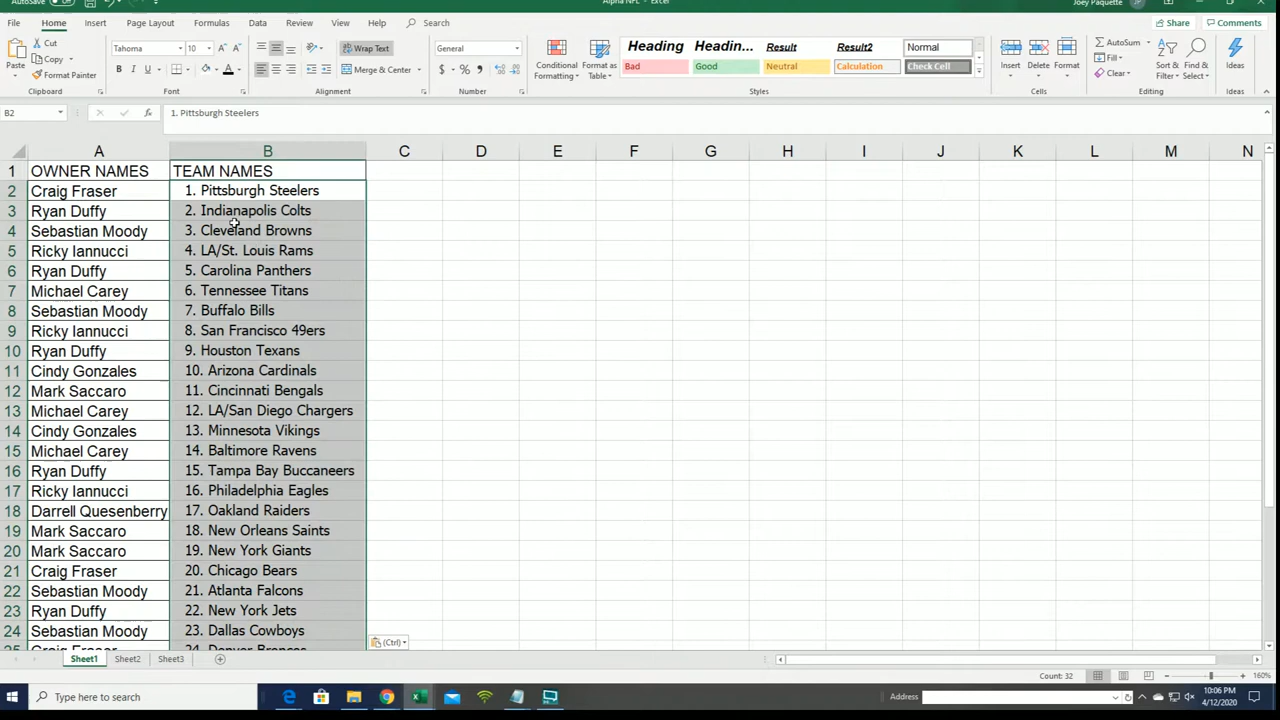 AutoSave Off Alpha NFL - Excel Joey Paquette JP
File Home Insert Page Layout Formulas Data Review View Help Search Share Comments
Paste Cut Copy Format Painter Clipboard
Tahoma 10 Font
Wrap Text Merge & Center Alignment
General Number
Conditional Formatting Format as Table
Heading Headin... Result Result2 Normal
Bad Good Neutral Calculation Check Cell Styles
Insert Delete Format Cells
AutoSum Fill Clear Sort & Filter Find & Select Editing
Ideas Ideas
B2 fx 1. Pittsburgh Steelers
A B C D E F G H I J K L M N
1 OWNER NAMES TEAM NAMES
2 Craig Fraser 1. Pittsburgh Steelers
3 Ryan Duffy 2. Indianapolis Colts
4 Sebastian Moody 3. Cleveland Browns
5 Ricky Iannucci 4. LA/St. Louis Rams
6 Ryan Duffy 5. Carolina Panthers
7 Michael Carey 6. Tennessee Titans
8 Sebastian Moody 7. Buffalo Bills
9 Ricky Iannucci 8. San Francisco 49ers
10 Ryan Duffy 9. Houston Texans
11 Cindy Gonzales 10. Arizona Cardinals
12 Mark Saccaro 11. Cincinnati Bengals
13 Michael Carey 12. LA/San Diego Chargers
14 Cindy Gonzales 13. Minnesota Vikings
15 Michael Carey 14. Baltimore Ravens
16 Ryan Duffy 15. Tampa Bay Buccaneers
17 Ricky Iannucci 16. Philadelphia Eagles
18 Darrell Quesenberry 17. Oakland Raiders
19 Mark Saccaro 18. New Orleans Saints
20 Mark Saccaro 19. New York Giants
21 Craig Fraser 20. Chicago Bears
22 Sebastian Moody 21. Atlanta Falcons
23 Ryan Duffy 22. New York Jets
24 Sebastian Moody 23. Dallas Cowboys
25 Craig Fraser 24. Denver Broncos
(Ctrl)
Sheet1 Sheet2 Sheet3
Count: 32 160%
Type here to search Address 10:06 PM
4/12/2020